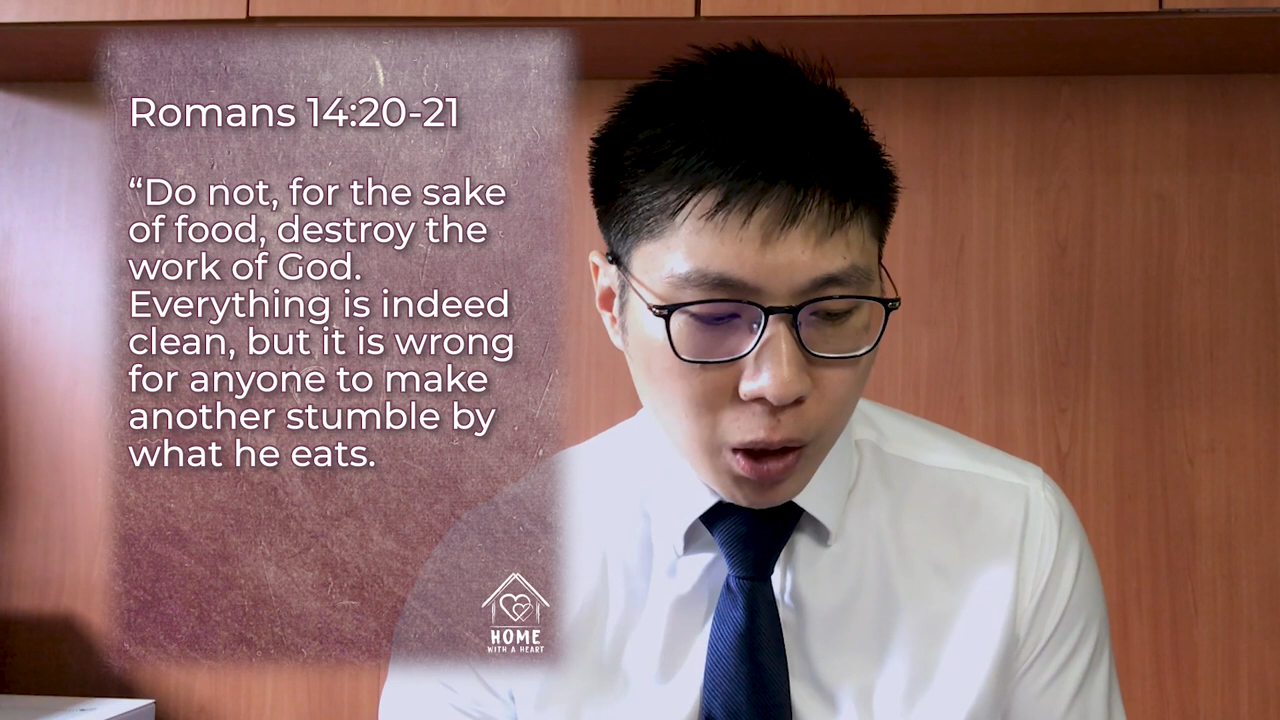 Romans 14:20-21
“Do not, for the sake
of food, destroy the
work of God.
Everything is indeed
clean, but it is wrong
for anyone to make
another stumble by
what he eats.
HOME
WITH A HEART